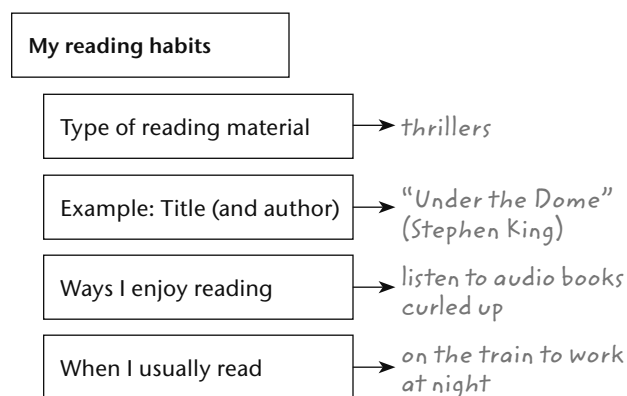 My reading habits
Type of reading material
thrillers
Example: Title (and author)
“Under the Dome”
(Stephen King)
Ways I enjoy reading
listen to audio books
curled up
When I usually read
on the train to work
at night